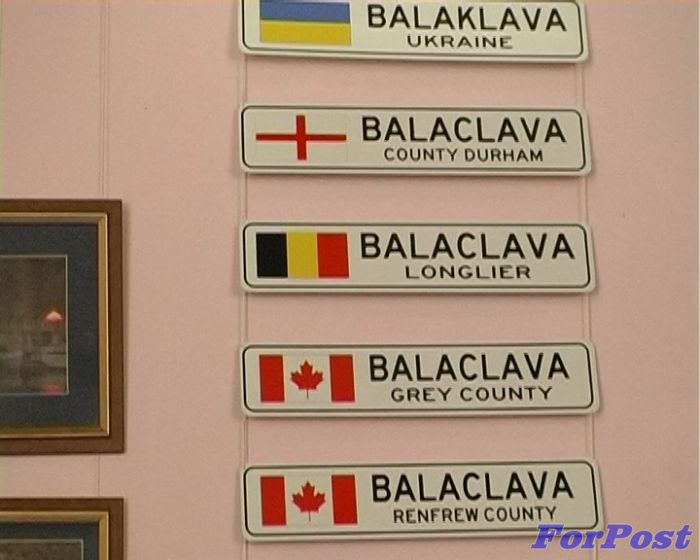 BALAKLAVA
UKRAINE
BALACLAVA
COUNTY DURHAM
BALACLAVA
LONGLIER
BALACLAVA
GREY COUNTY
BALACLAVA
RENFREW COUNTY
ForPost